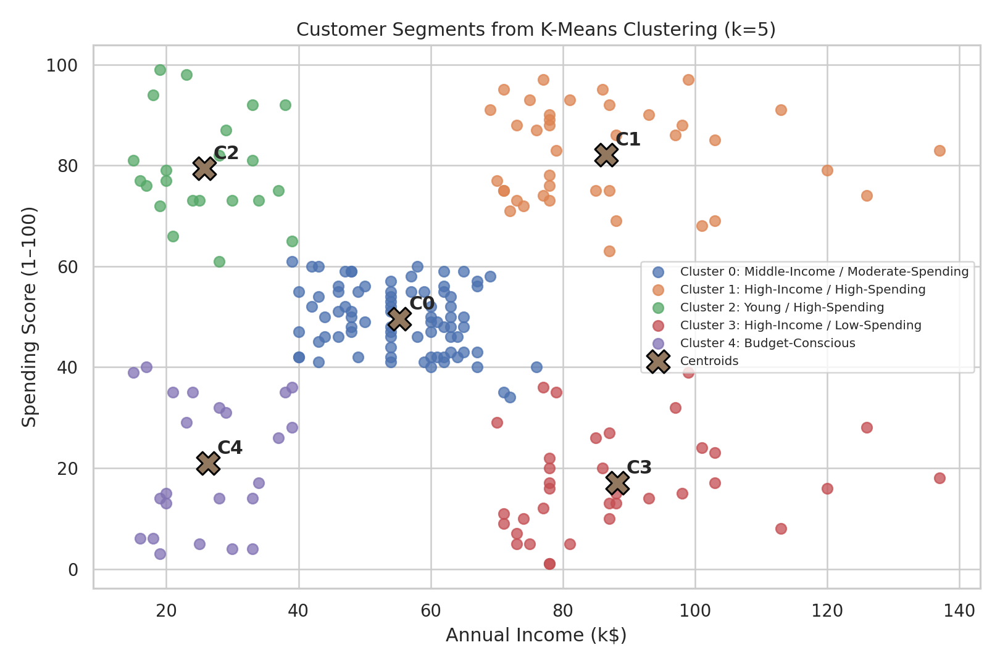 Customer Segments from K-Means Clustering (k=5)
100
80
60
40
20
0
Spending Score (1–100)
C2
C1
C0
C4
C3
Cluster 0: Middle-Income / Moderate-Spending
Cluster 1: High-Income / High-Spending
Cluster 2: Young / High-Spending
Cluster 3: High-Income / Low-Spending
Cluster 4: Budget-Conscious
Centroids
20 40 60 80 100 120 140
Annual Income (k$)